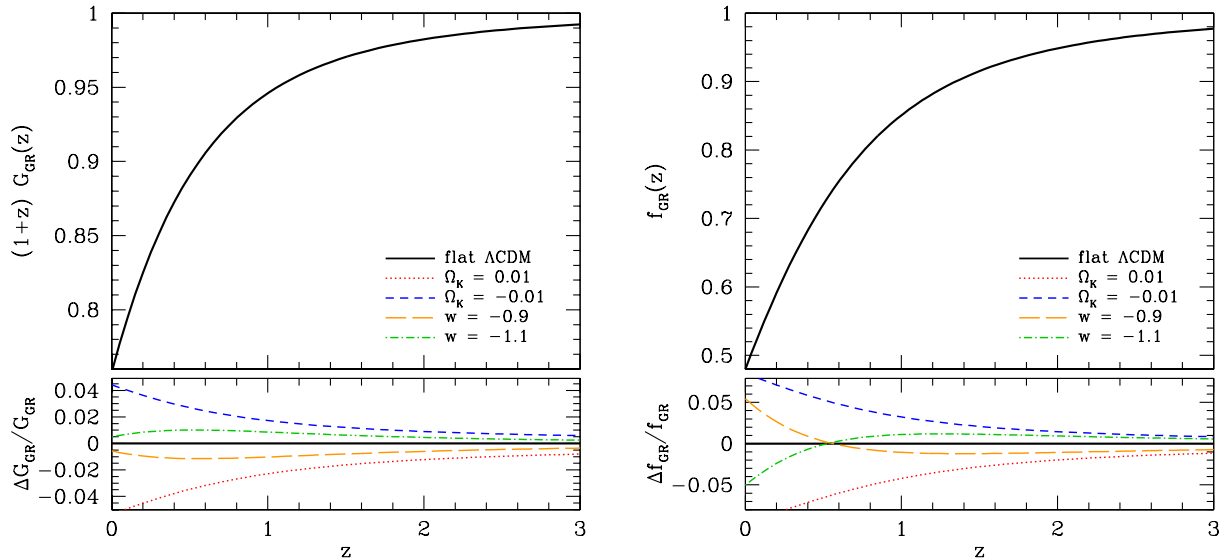 1
0.95
0.9
0.85
0.8
(1+z) G_GR(z)
flat ΛCDM
Ω_K = 0.01
Ω_K = −0.01
w = −0.9
w = −1.1
0.04
0.02
0
−0.02
−0.04
ΔG_GR/G_GR
0
1
2
3
z
1
0.9
0.8
0.7
0.6
0.5
f_GR(z)
flat ΛCDM
Ω_K = 0.01
Ω_K = −0.01
w = −0.9
w = −1.1
0.05
0
−0.05
Δf_GR/f_GR
0
1
2
3
z